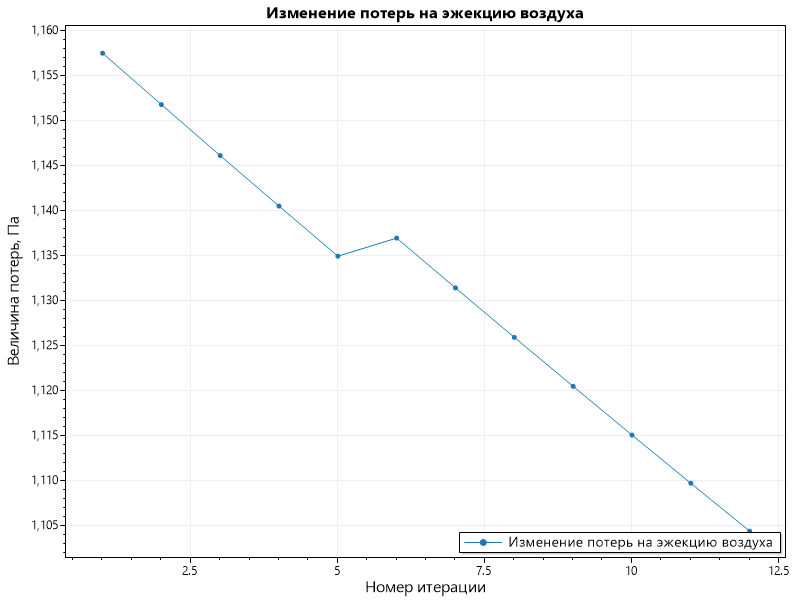 Изменение потерь на эжекцию воздуха
1,160
1,155
1,150
1,145
1,140
1,135
1,130
1,125
1,120
1,115
1,110
1,105
Величина потерь, Па
2.5 5 7.5 10 12.5
Номер итерации
Изменение потерь на эжекцию воздуха